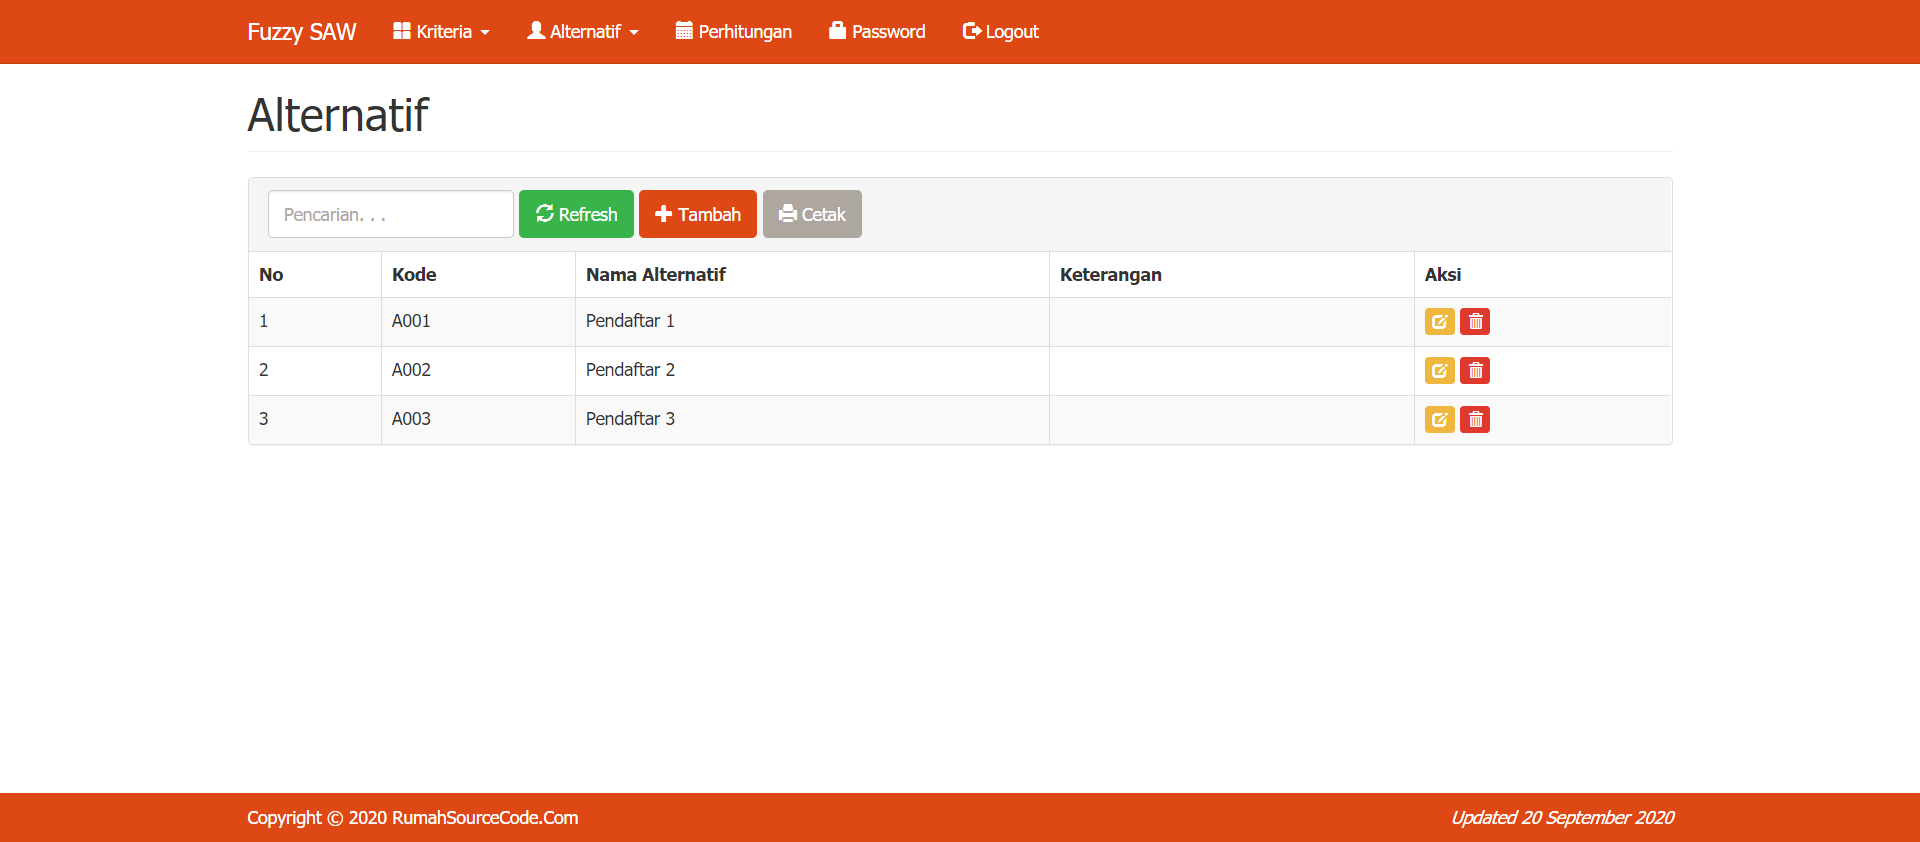 Fuzzy SAW Kriteria Alternatif Perhitungan Password Logout
Alternatif
Pencarian. . . Refresh Tambah Cetak
No Kode Nama Alternatif Keterangan Aksi
1 A001 Pendaftar 1
2 A002 Pendaftar 2
3 A003 Pendaftar 3
Copyright © 2020 RumahSourceCode.Com Updated 20 September 2020